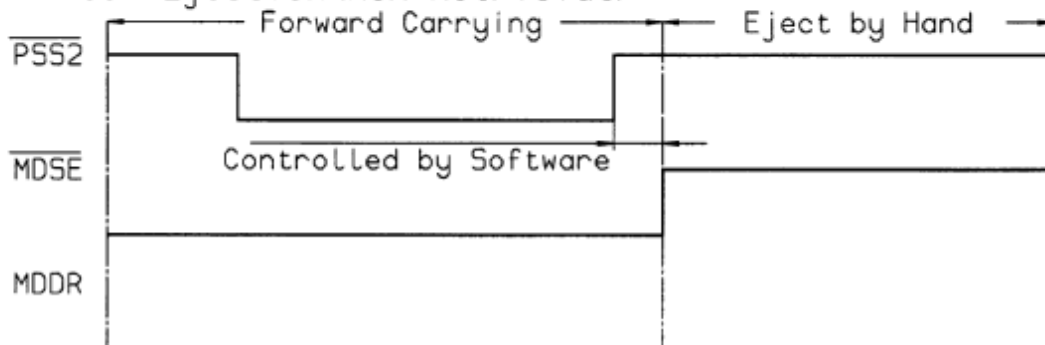 Forward Carrying
Eject by Hand
PSS2
Controlled by Software
MDSE
MDDR